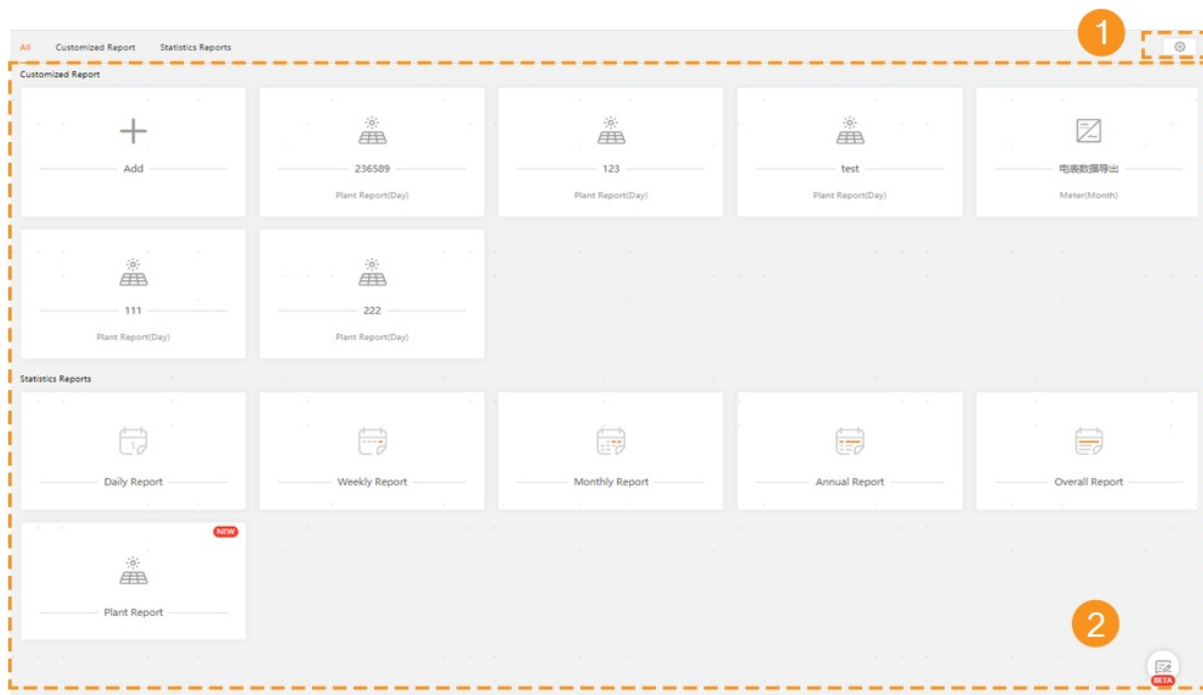 1
All Customized Report Statistics Reports
Customized Report
Add
236589
Plant Report(Day)
123
Plant Report(Day)
test
Plant Report(Day)
电表数据导出
Meter(Month)
111
Plant Report(Day)
222
Plant Report(Day)
Statistics Reports
1
Daily Report
Weekly Report
Monthly Report
Annual Report
Overall Report
NEW
Plant Report
2
BETA